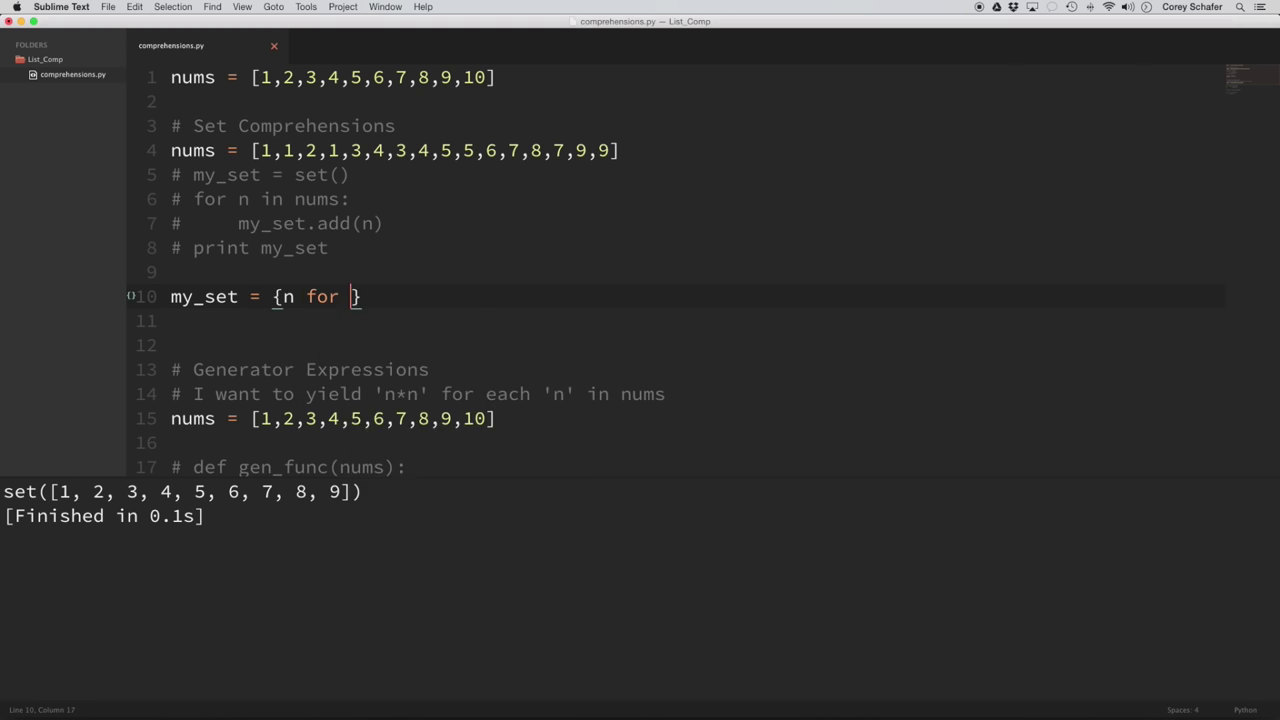 Sublime Text File Edit Selection Find View Goto Tools Project Window Help Corey Schafer
comprehensions.py — List_Comp
FOLDERS
List_Comp
comprehensions.py
comprehensions.py
1 nums = [1,2,3,4,5,6,7,8,9,10]
2
3 # Set Comprehensions
4 nums = [1,1,2,1,3,4,3,4,5,5,6,7,8,7,9,9]
5 # my_set = set()
6 # for n in nums:
7 #     my_set.add(n)
8 # print my_set
9
{}10 my_set = {n for }
11
12
13 # Generator Expressions
14 # I want to yield 'n*n' for each 'n' in nums
15 nums = [1,2,3,4,5,6,7,8,9,10]
16
17 # def gen_func(nums):
set([1, 2, 3, 4, 5, 6, 7, 8, 9])
[Finished in 0.1s]
Line 10, Column 17 Spaces: 4 Python